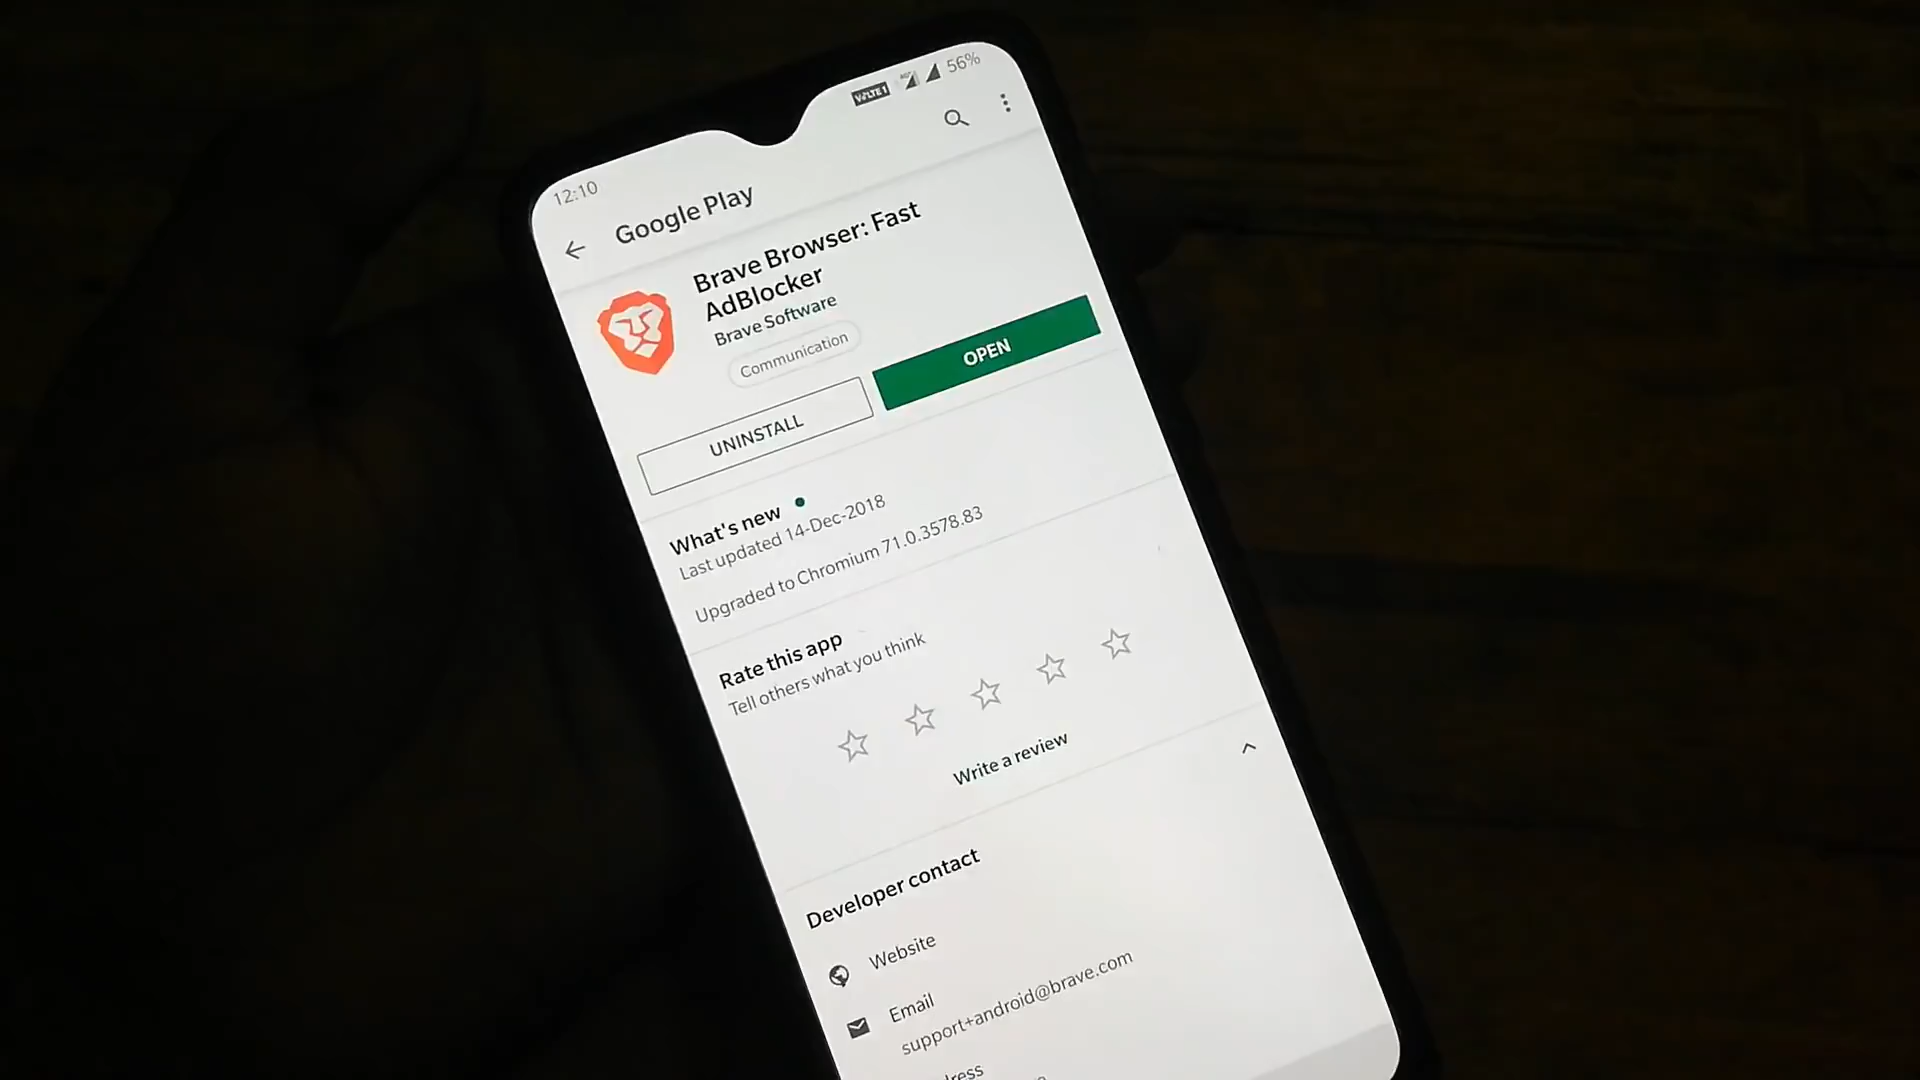 12:10
VoLTE1
4G+
56%
Google Play
Brave Browser: Fast
AdBlocker
Brave Software
Communication
UNINSTALL
OPEN
What's new
Last updated 14-Dec-2018
Upgraded to Chromium 71.0.3578.83
Rate this app
Tell others what you think
Write a review
Developer contact
Website
Email
support+android@brave.com